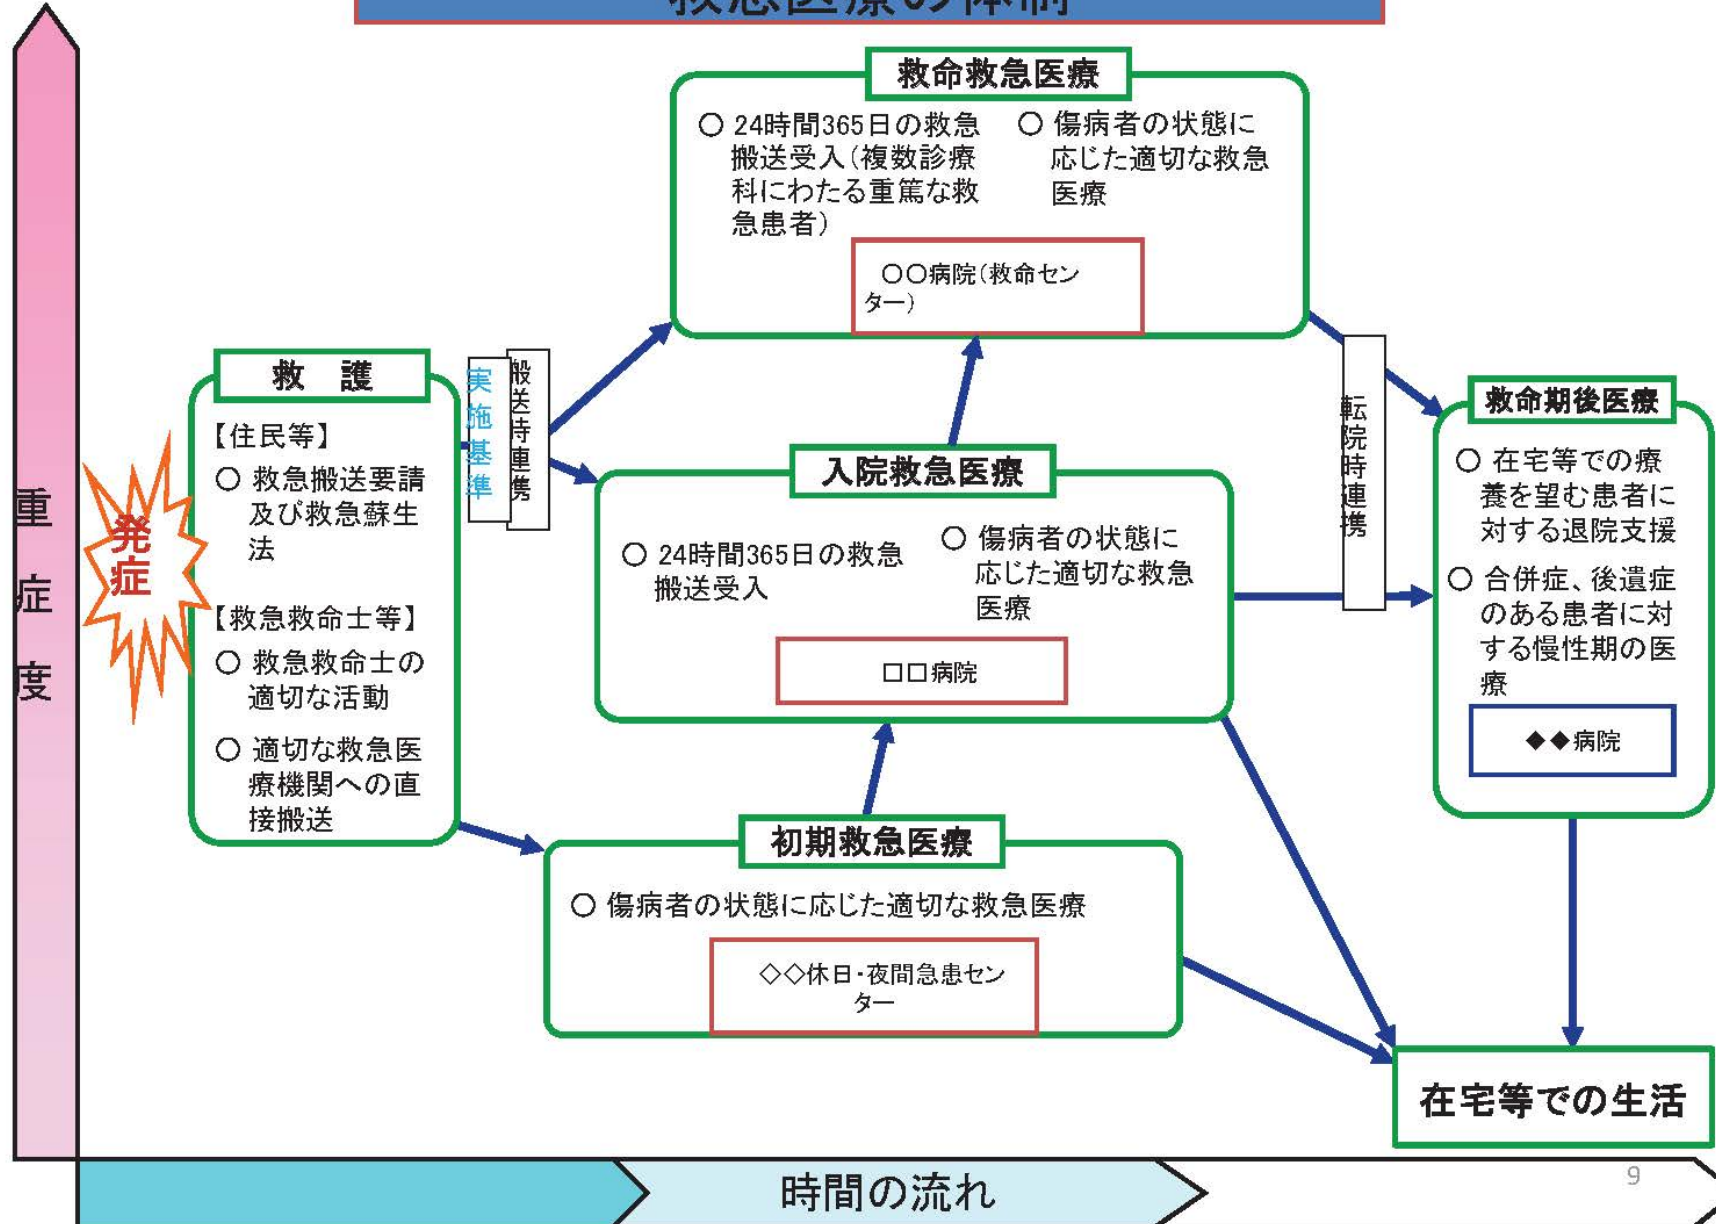 救急医療の体制
救命救急医療
○ 24時間365日の救急
搬送受入(複数診療
科にわたる重篤な救
急患者)
○ 傷病者の状態に
応じた適切な救急
医療
○○病院(救命セン
ター)
救 護
【住民等】
○ 救急搬送要請
及び救急蘇生
法
【救急救命士等】
○ 救急救命士の
適切な活動
○ 適切な救急医
療機関への直
接搬送
発
症
重
症
度
実施基準
搬送時連携
入院救急医療
○ 24時間365日の救急
搬送受入
○ 傷病者の状態に
応じた適切な救急
医療
□□病院
初期救急医療
○ 傷病者の状態に応じた適切な救急医療
◇◇休日・夜間急患セン
ター
転院時連携
救命期後医療
○ 在宅等での療
養を望む患者に
対する退院支援
○ 合併症、後遺症
のある患者に対
する慢性期の医
療
◆◆病院
在宅等での生活
時間の流れ
9